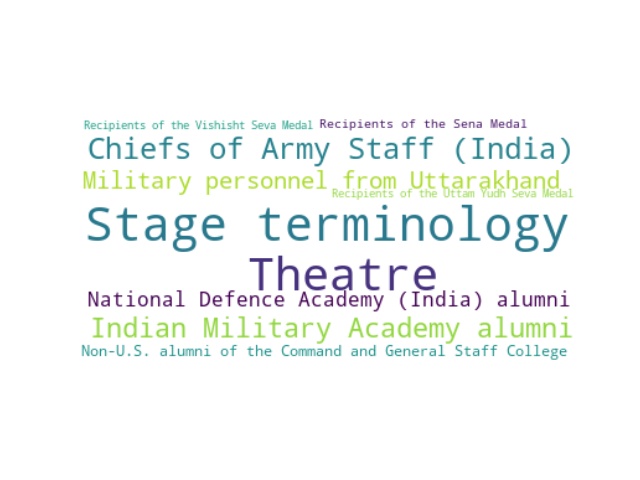 Recipients of the Vishisht Seva Medal Recipients of the Sena Medal
Chiefs of Army Staff (India)
Military personnel from Uttarakhand
Recipients of the Uttam Yudh Seva Medal
Stage terminology
Theatre
National Defence Academy (India) alumni
Indian Military Academy alumni
Non-U.S. alumni of the Command and General Staff College